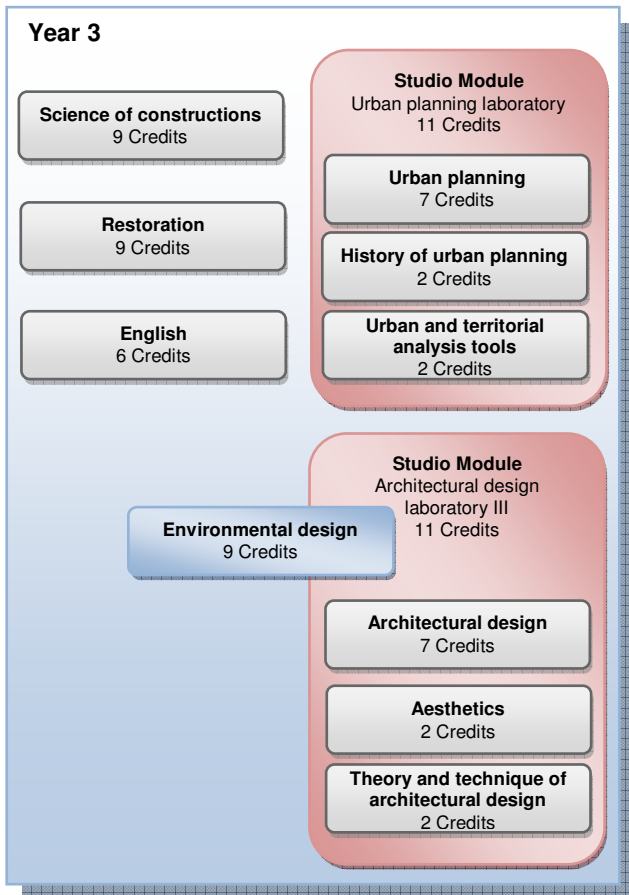 Year 3
Science of constructions
9 Credits
Restoration
9 Credits
English
6 Credits
Studio Module
Urban planning laboratory
11 Credits
Urban planning
7 Credits
History of urban planning
2 Credits
Urban and territorial
analysis tools
2 Credits
Studio Module
Architectural design
laboratory III
11 Credits
Environmental design
9 Credits
Architectural design
7 Credits
Aesthetics
2 Credits
Theory and technique of
architectural design
2 Credits